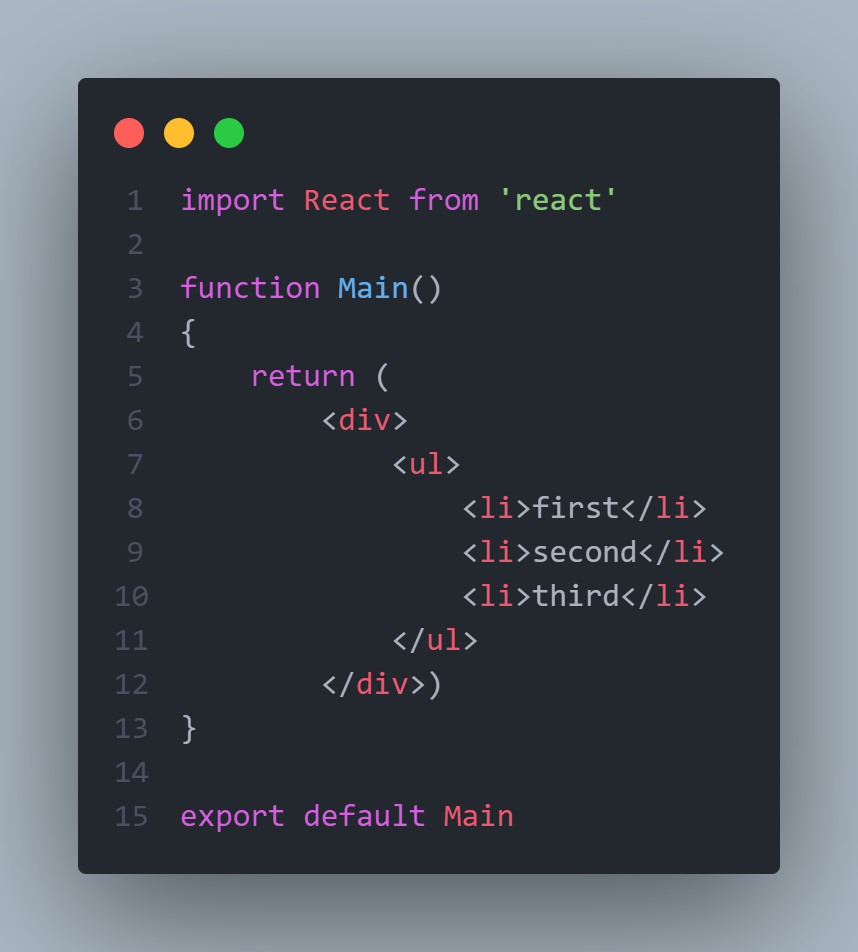 1 import React from 'react'
2
3 function Main()
4 {
5     return (
6         <div>
7             <ul>
8                 <li>first</li>
9                 <li>second</li>
10                 <li>third</li>
11             </ul>
12         </div>)
13 }
14
15 export default Main